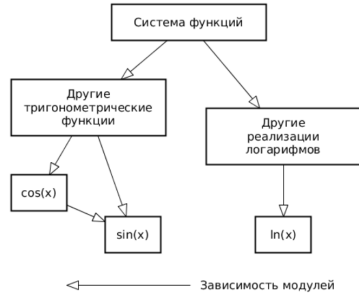 Система функций
Другие
тригонометрические
функции
Другие
реализации
логарифмов
cos(x)
sin(x)
ln(x)
Зависимость модулей